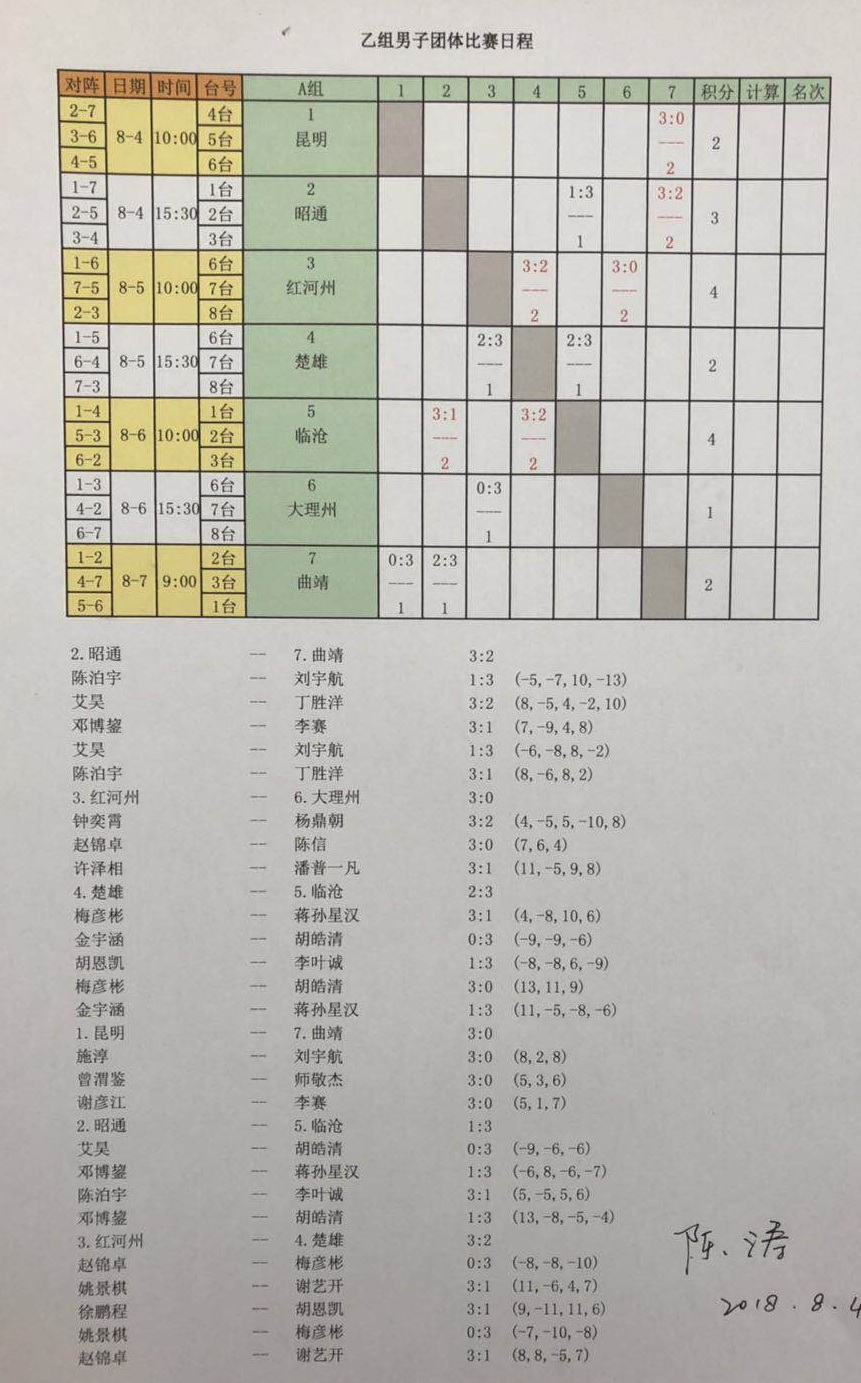 乙组男子团体比赛日程
对阵 日期 时间 台号 A组 1 2 3 4 5 6 7 积分 计算 名次
2-7 4台 1 3:0
3-6 8-4 10:00 5台 昆明 --- 2
4-5 6台 2
1-7 1台 2 1:3 3:2
2-5 8-4 15:30 2台 昭通 --- --- 3
3-4 3台 1 2
1-6 6台 3 3:2 3:0
7-5 8-5 10:00 7台 红河州 --- --- 4
2-3 8台 2 2
1-5 6台 4 2:3 2:3
6-4 8-5 15:30 7台 楚雄 --- --- 2
7-3 8台 1 1
1-4 1台 5 3:1 3:2
5-3 8-6 10:00 2台 临沧 --- --- 4
6-2 3台 2 2
1-3 6台 6 0:3
4-2 8-6 15:30 7台 大理州 --- 1
6-7 8台 1
1-2 2台 7 0:3 2:3
4-7 8-7 9:00 3台 曲靖 --- --- 2
5-6 1台 1 1
2.昭通 -- 7.曲靖 3:2
陈泊宇 -- 刘宇航 1:3 (-5,-7,10,-13)
艾昊 -- 丁胜洋 3:2 (8,-5,4,-2,10)
邓博鋆 -- 李赛 3:1 (7,-9,4,8)
艾昊 -- 刘宇航 1:3 (-6,-8,8,-2)
陈泊宇 -- 丁胜洋 3:1 (8,-6,8,2)
3.红河州 -- 6.大理州 3:0
钟奕霄 -- 杨鼎朝 3:2 (4,-5,5,-10,8)
赵锦卓 -- 陈信 3:0 (7,6,4)
许泽相 -- 潘普一凡 3:1 (11,-5,9,8)
4.楚雄 -- 5.临沧 2:3
梅彦彬 -- 蒋孙星汉 3:1 (4,-8,10,6)
金宇涵 -- 胡皓清 0:3 (-9,-9,-6)
胡恩凯 -- 李叶诚 1:3 (-8,-8,6,-9)
梅彦彬 -- 胡皓清 3:0 (13,11,9)
金宇涵 -- 蒋孙星汉 1:3 (11,-5,-8,-6)
1.昆明 -- 7.曲靖 3:0
施淳 -- 刘宇航 3:0 (8,2,8)
曾渭鉴 -- 师敬杰 3:0 (5,3,6)
谢彦江 -- 李赛 3:0 (5,1,7)
2.昭通 -- 5.临沧 1:3
艾昊 -- 胡皓清 0:3 (-9,-6,-6)
邓博鋆 -- 蒋孙星汉 1:3 (-6,8,-6,-7)
陈泊宇 -- 李叶诚 3:1 (5,-5,5,6)
邓博鋆 -- 胡皓清 1:3 (13,-8,-5,-4)
3.红河州 -- 4.楚雄 3:2
赵锦卓 -- 梅彦彬 0:3 (-8,-8,-10)
姚景棋 -- 谢艺开 3:1 (11,-6,4,7)
徐鹏程 -- 胡恩凯 3:1 (9,-11,11,6)
姚景棋 -- 梅彦彬 0:3 (-7,-10,-8)
赵锦卓 -- 谢艺开 3:1 (8,8,-5,7)
陈涛
2018.8.4